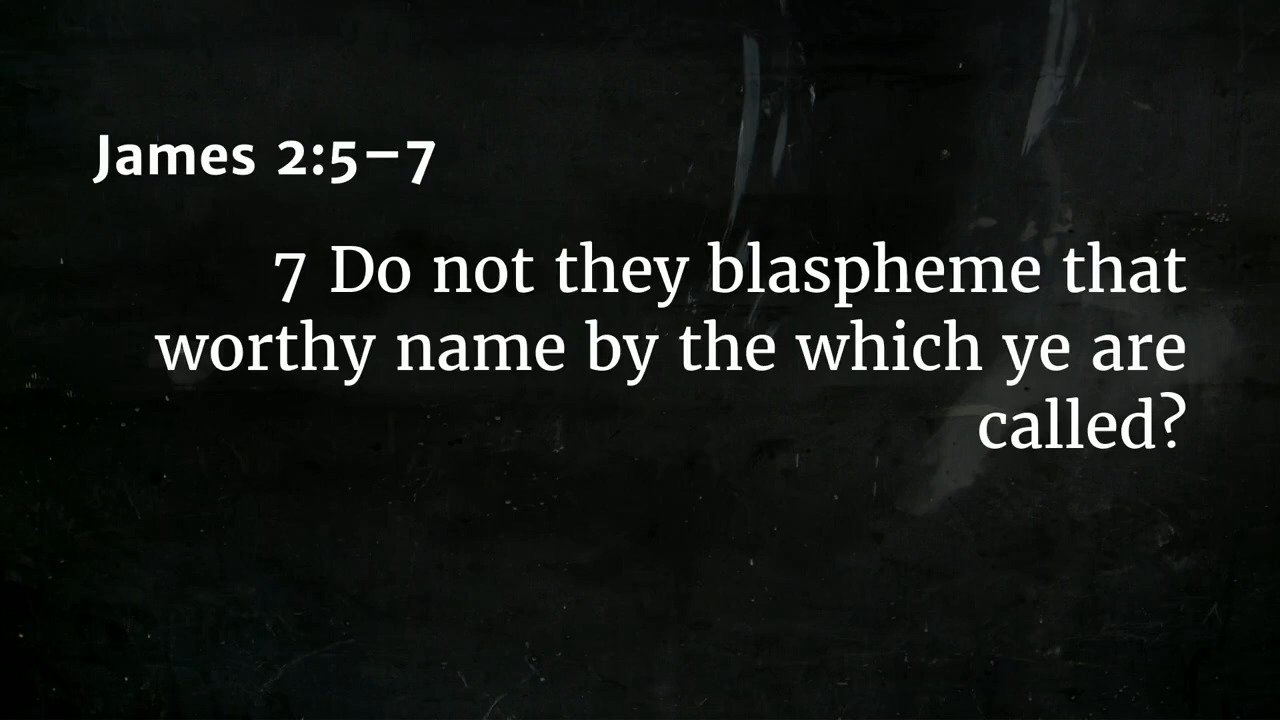 James 2:5–7
7 Do not they blaspheme that
worthy name by the which ye are
called?